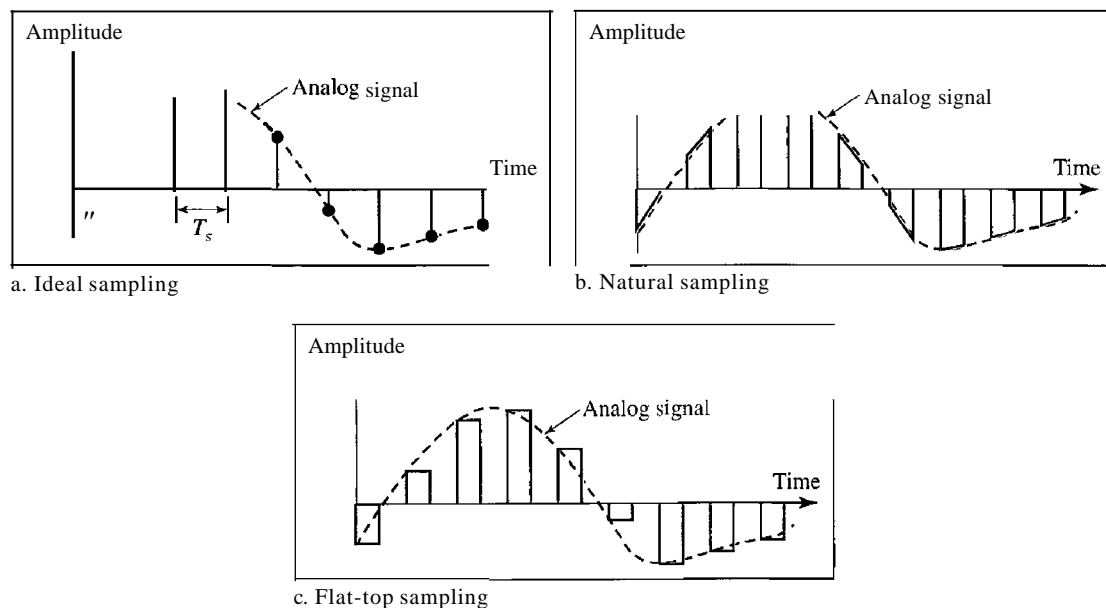 Amplitude
Analog signal
Time
"
Ts
a. Ideal sampling
Amplitude
Analog signal
Time
b. Natural sampling
Amplitude
Analog signal
Time
c. Flat-top sampling